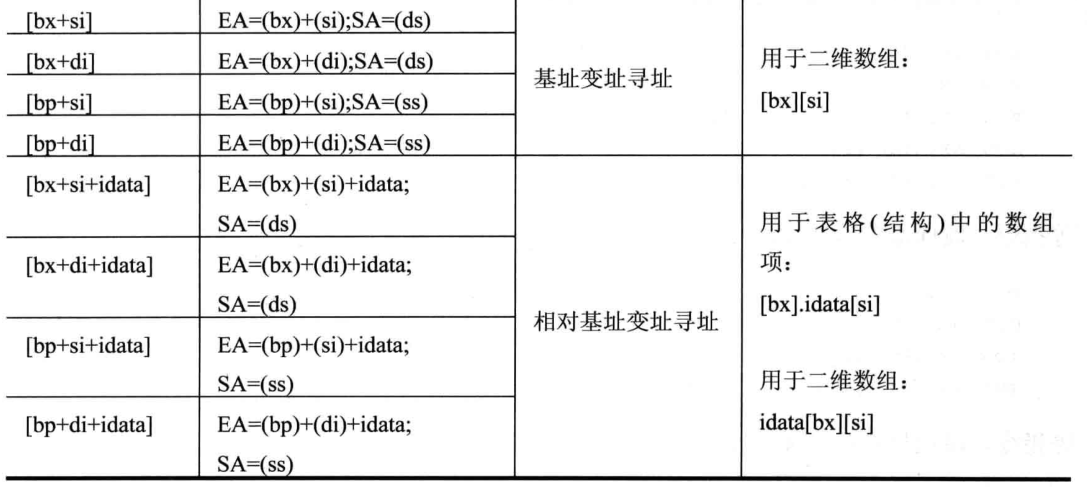 [bx+si]
EA=(bx)+(si);SA=(ds)
[bx+di]
EA=(bx)+(di);SA=(ds)
[bp+si]
EA=(bp)+(si);SA=(ss)
[bp+di]
EA=(bp)+(di);SA=(ss)
基址变址寻址
用于二维数组：
[bx][si]
[bx+si+idata]
EA=(bx)+(si)+idata;
SA=(ds)
[bx+di+idata]
EA=(bx)+(di)+idata;
SA=(ds)
[bp+si+idata]
EA=(bp)+(si)+idata;
SA=(ss)
[bp+di+idata]
EA=(bp)+(di)+idata;
SA=(ss)
相对基址变址寻址
用于表格(结构)中的数组
项：
[bx].idata[si]
用于二维数组：
idata[bx][si]